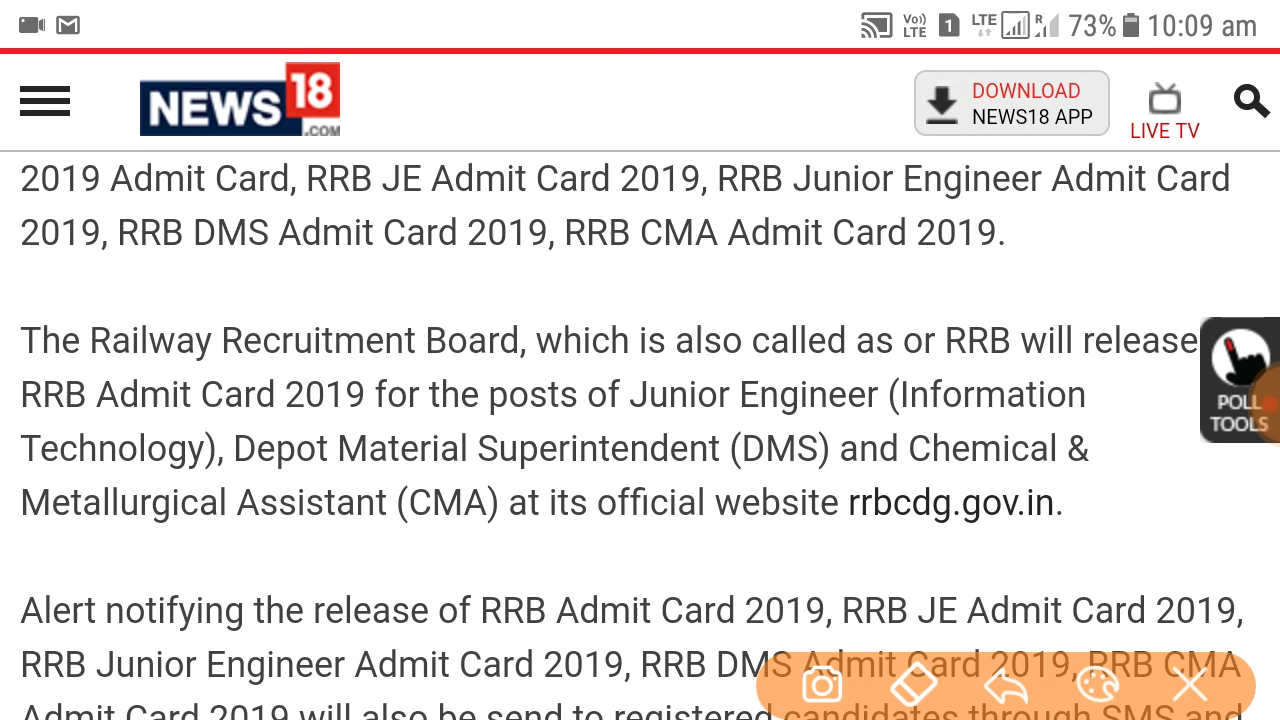 Vo)) LTE 1 LTE R 73% 10:09 am
NEWS 18 .COM
DOWNLOAD
NEWS18 APP
LIVE TV
2019 Admit Card, RRB JE Admit Card 2019, RRB Junior Engineer Admit Card
2019, RRB DMS Admit Card 2019, RRB CMA Admit Card 2019.
The Railway Recruitment Board, which is also called as or RRB will release
RRB Admit Card 2019 for the posts of Junior Engineer (Information
Technology), Depot Material Superintendent (DMS) and Chemical &
Metallurgical Assistant (CMA) at its official website rrbcdg.gov.in.
POLL
TOOLS
Alert notifying the release of RRB Admit Card 2019, RRB JE Admit Card 2019,
RRB Junior Engineer Admit Card 2019, RRB DMS Admit Card 2019, RRB CMA
Admit Card 2019 will also be send to registered candidates through SMS and